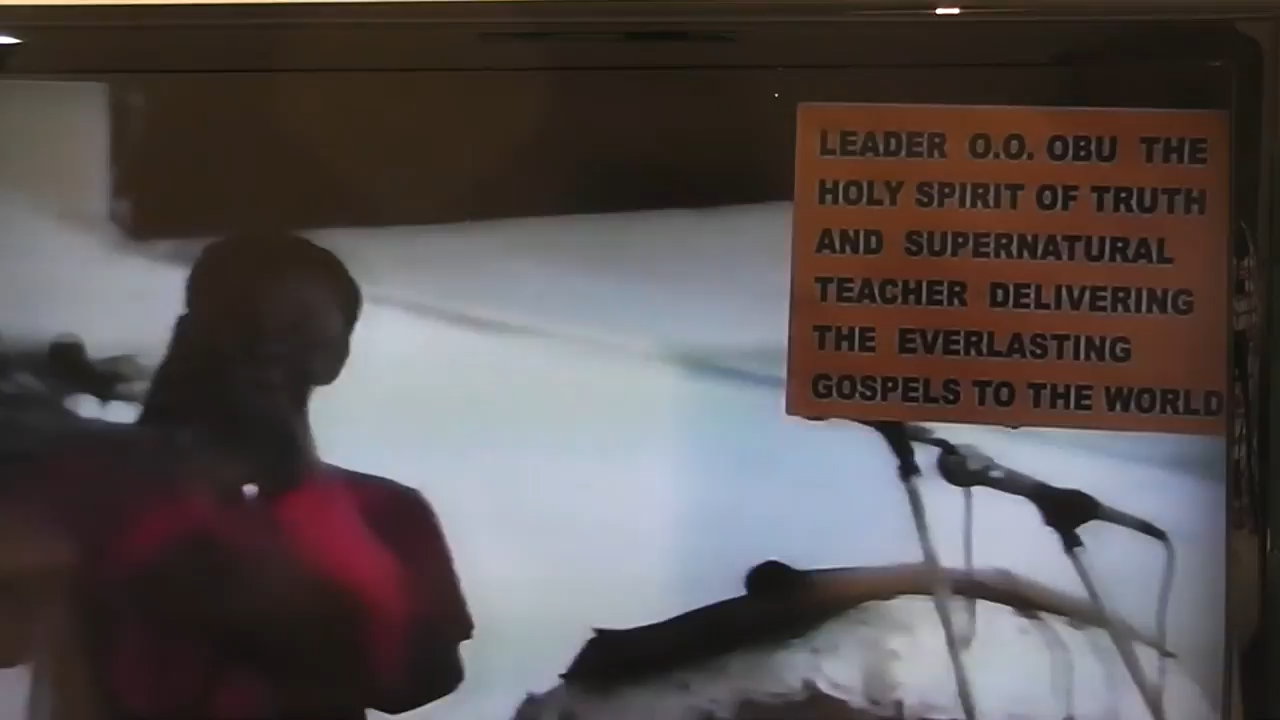 LEADER O.O. OBU THE
HOLY SPIRIT OF TRUTH
AND SUPERNATURAL
TEACHER DELIVERING
THE EVERLASTING
GOSPELS TO THE WORLD